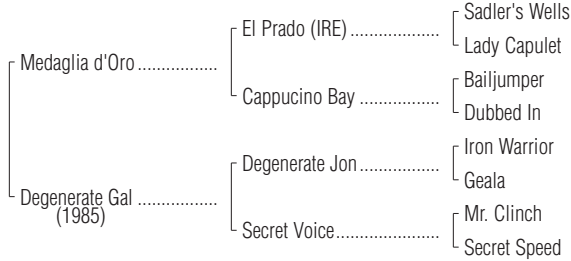 Sadler's Wells
El Prado (IRE) ....................
Lady Capulet
Medaglia d'Oro .................
Bailjumper
Cappucino Bay ..................
Dubbed In
Iron Warrior
Degenerate Jon ..................
Geala
Degenerate Gal .................
(1985)
Mr. Clinch
Secret Voice.......................
Secret Speed